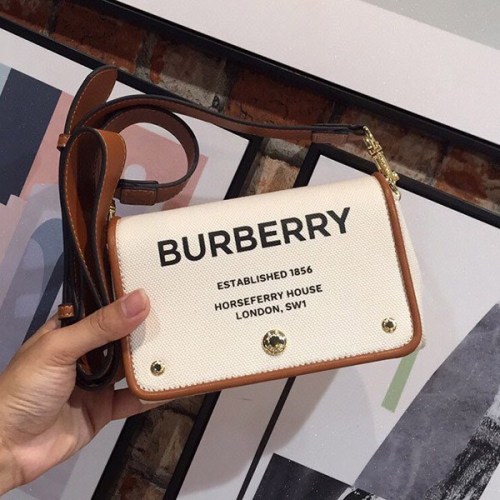 BURBERRY
ESTABLISHED 1856
HORSEFERRY HOUSE
LONDON, SW1